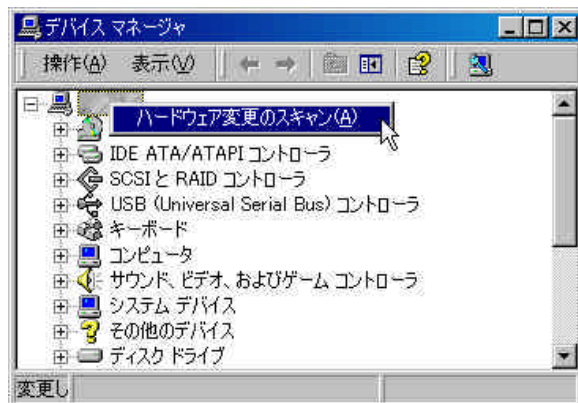 デバイス マネージャ
操作(A) 表示(V)
ハードウェア変更のスキャン(A)
IDE ATA/ATAPI コントローラ
SCSI と RAID コントローラ
USB (Universal Serial Bus) コントローラ
キーボード
コンピュータ
サウンド、ビデオ、およびゲーム コントローラ
システム デバイス
その他のデバイス
ディスク ドライブ
変更し